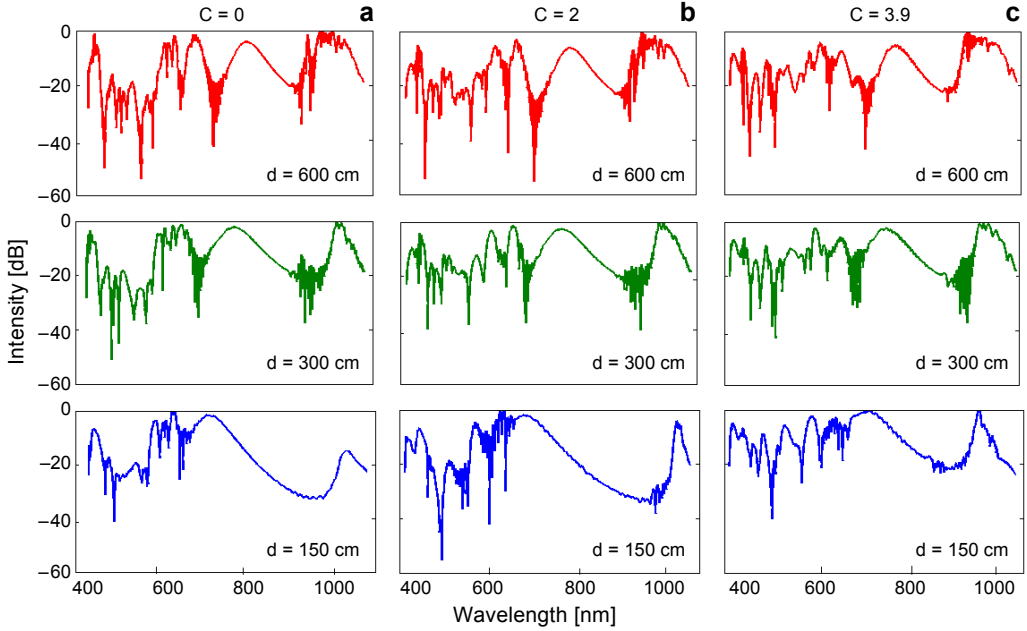 C = 0 a C = 2 b C = 3.9 c
0
−20
−40
−60
d = 600 cm d = 600 cm d = 600 cm
0
−20
−40
−60
d = 300 cm d = 300 cm d = 300 cm
Intensity [dB]
0
−20
−40
−60
d = 150 cm d = 150 cm d = 150 cm
400 600 800 1000 400 600 800 1000 400 600 800 1000
Wavelength [nm]